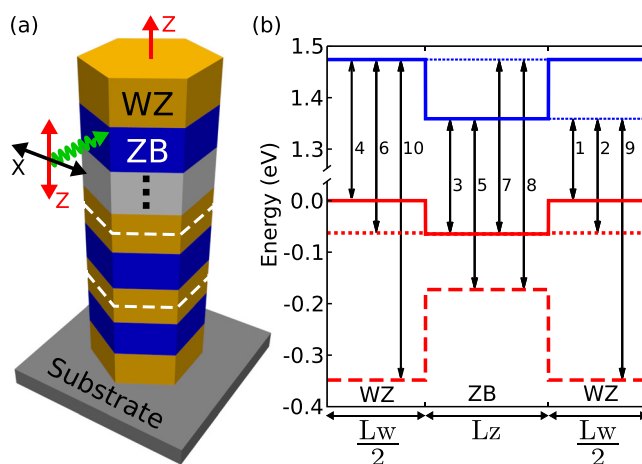 (a)
Z
WZ
ZB
X
Z
Substrate
(b)
Energy (eV)
1.5
1.4
1.3
0.0
-0.1
-0.2
-0.3
-0.4
4 6 10 3 5 7 8 1 2 9
WZ ZB WZ
Lw/2 Lz Lw/2